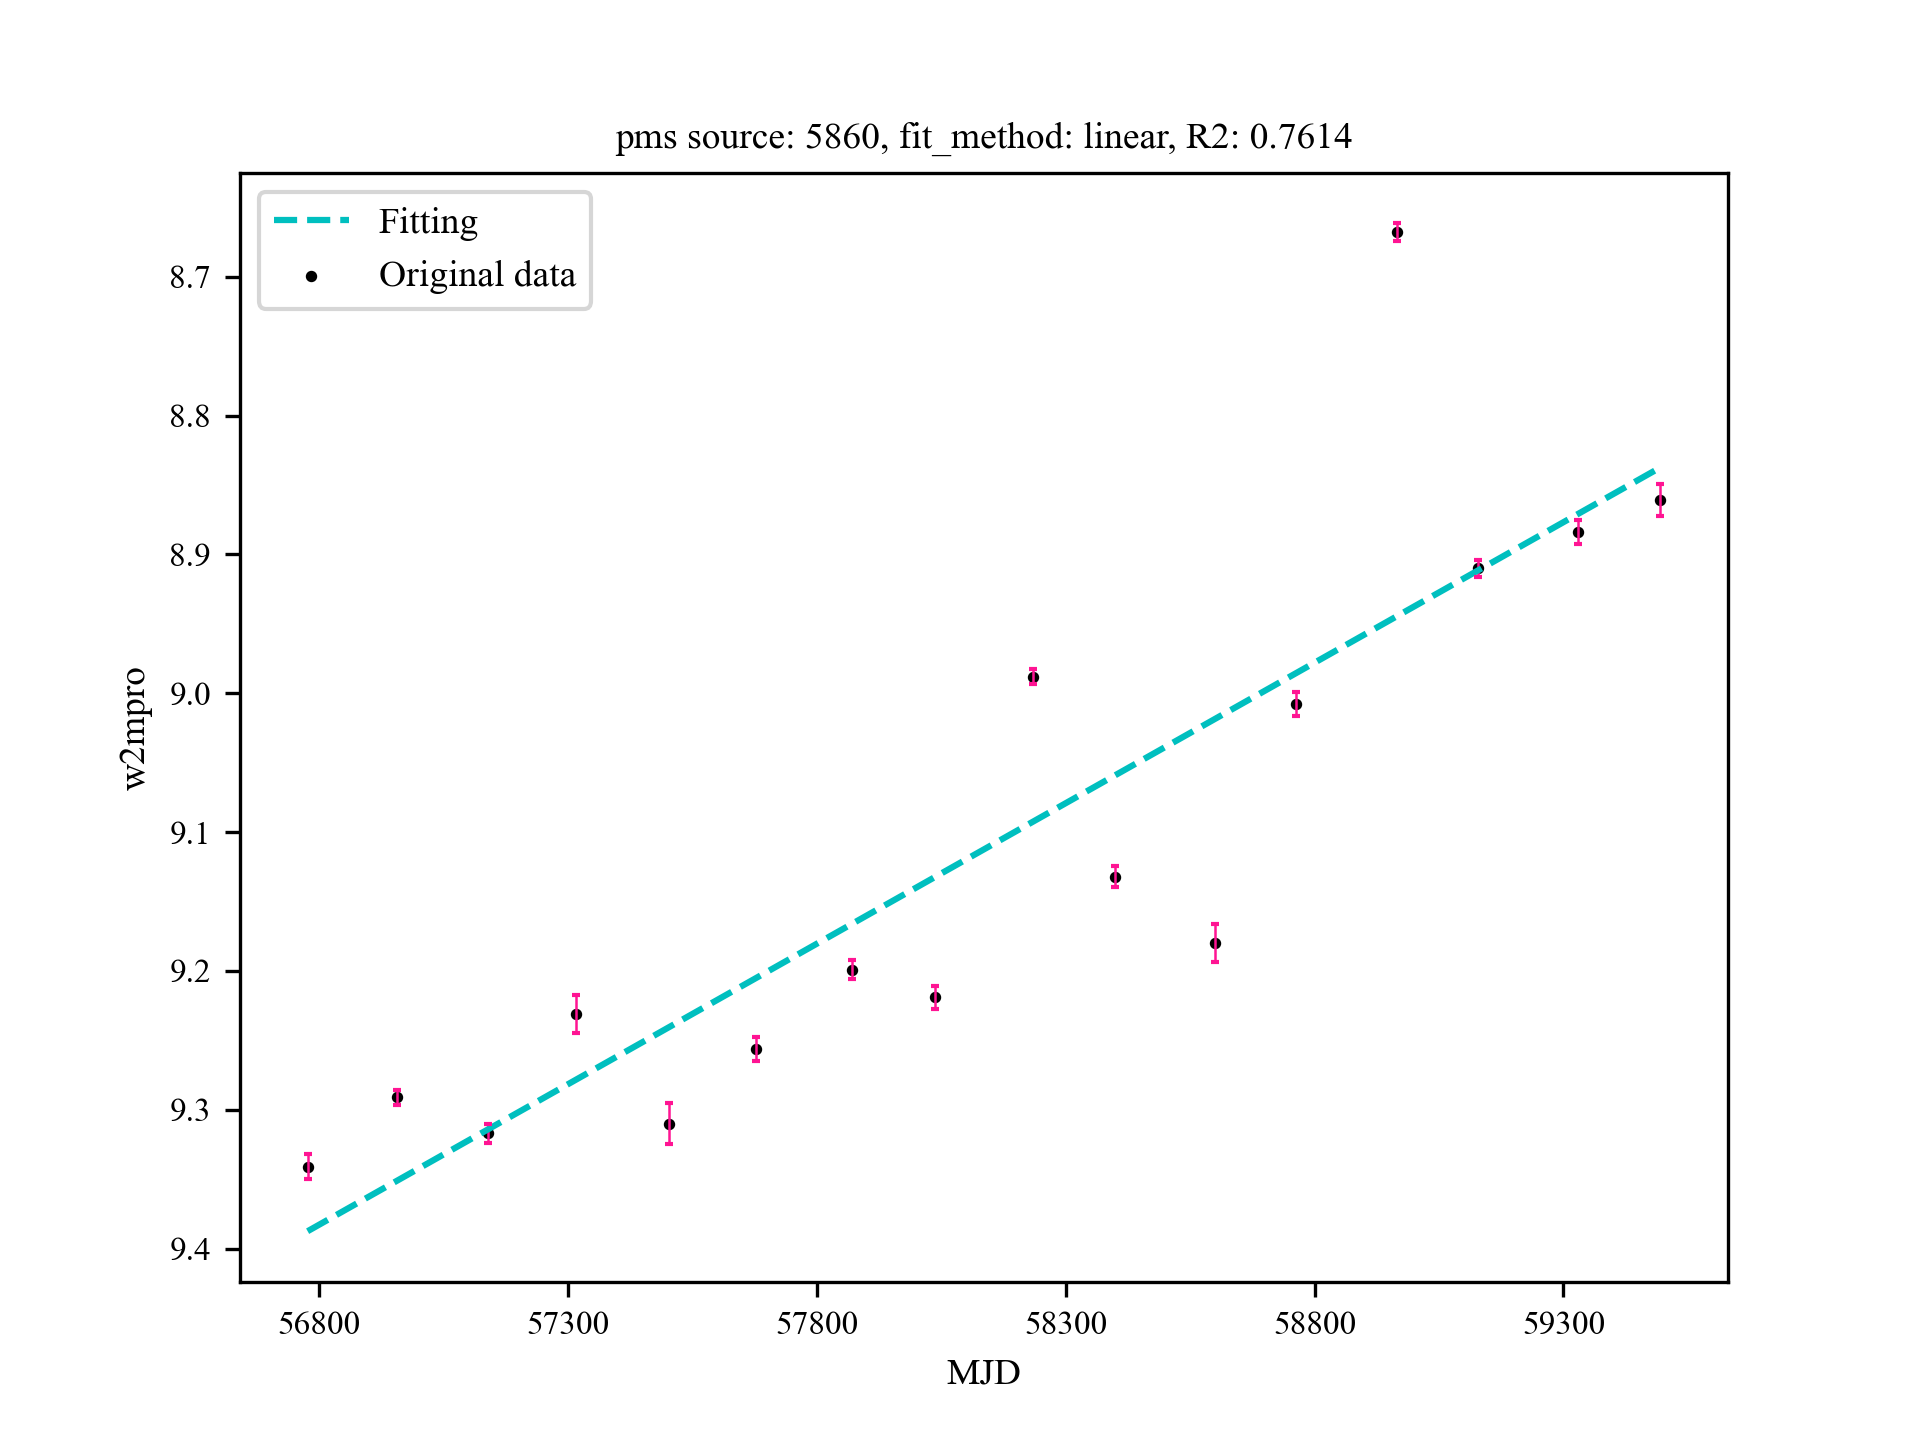 pms source: 5860, fit_method: linear, R2: 0.7614
Fitting
Original data
8.7
8.8
8.9
9.0
9.1
9.2
9.3
9.4
w2mpro
56800 57300 57800 58300 58800 59300
MJD